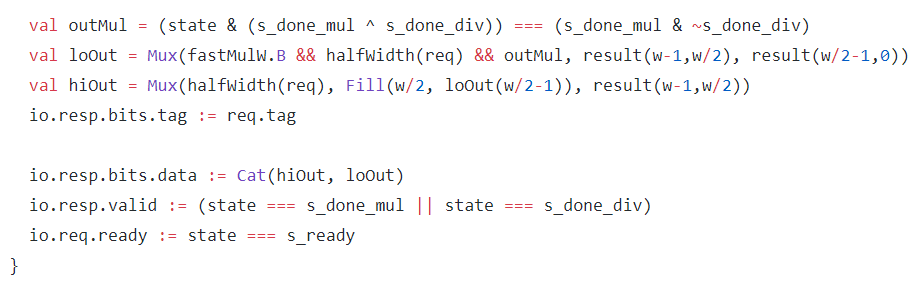 val outMul = (state & (s_done_mul ^ s_done_div)) === (s_done_mul & ~s_done_div)
val loOut = Mux(fastMulW.B && halfWidth(req) && outMul, result(w-1,w/2), result(w/2-1,0))
val hiOut = Mux(halfWidth(req), Fill(w/2, loOut(w/2-1)), result(w-1,w/2))
io.resp.bits.tag := req.tag
io.resp.bits.data := Cat(hiOut, loOut)
io.resp.valid := (state === s_done_mul || state === s_done_div)
io.req.ready := state === s_ready
}